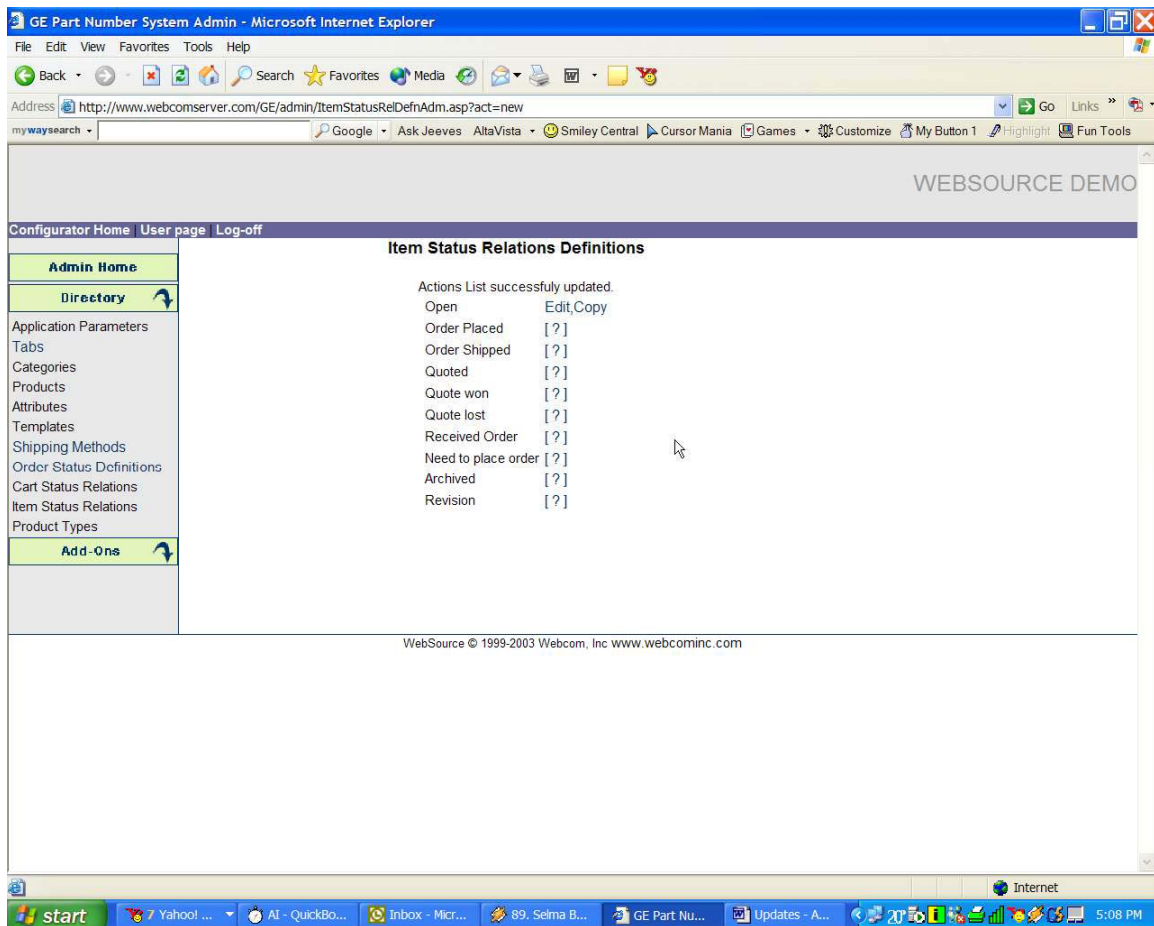 GE Part Number System Admin - Microsoft Internet Explorer
File Edit View Favorites Tools Help
Back Search Favorites Media
Address http://www.webcomserver.com/GE/admin/ItemStatusRelDefnAdm.asp?act=new Go Links »
mywaysearch Google Ask Jeeves AltaVista Smiley Central Cursor Mania Games Customize My Button 1 Highlight Fun Tools
WEBSOURCE DEMO
Configurator Home | User page | Log-off
Admin Home
Directory
Application Parameters
Tabs
Categories
Products
Attributes
Templates
Shipping Methods
Order Status Definitions
Cart Status Relations
Item Status Relations
Product Types
Add-Ons
Item Status Relations Definitions
Actions List successfuly updated.
Open Edit,Copy
Order Placed [ ? ]
Order Shipped [ ? ]
Quoted [ ? ]
Quote won [ ? ]
Quote lost [ ? ]
Received Order [ ? ]
Need to place order [ ? ]
Archived [ ? ]
Revision [ ? ]
WebSource © 1999-2003 Webcom, Inc www.webcominc.com
Internet
start 7 Yahoo! ... AI - QuickBo... Inbox - Micr... 89. Selma B... GE Part Nu... Updates - A... 20° 5:08 PM